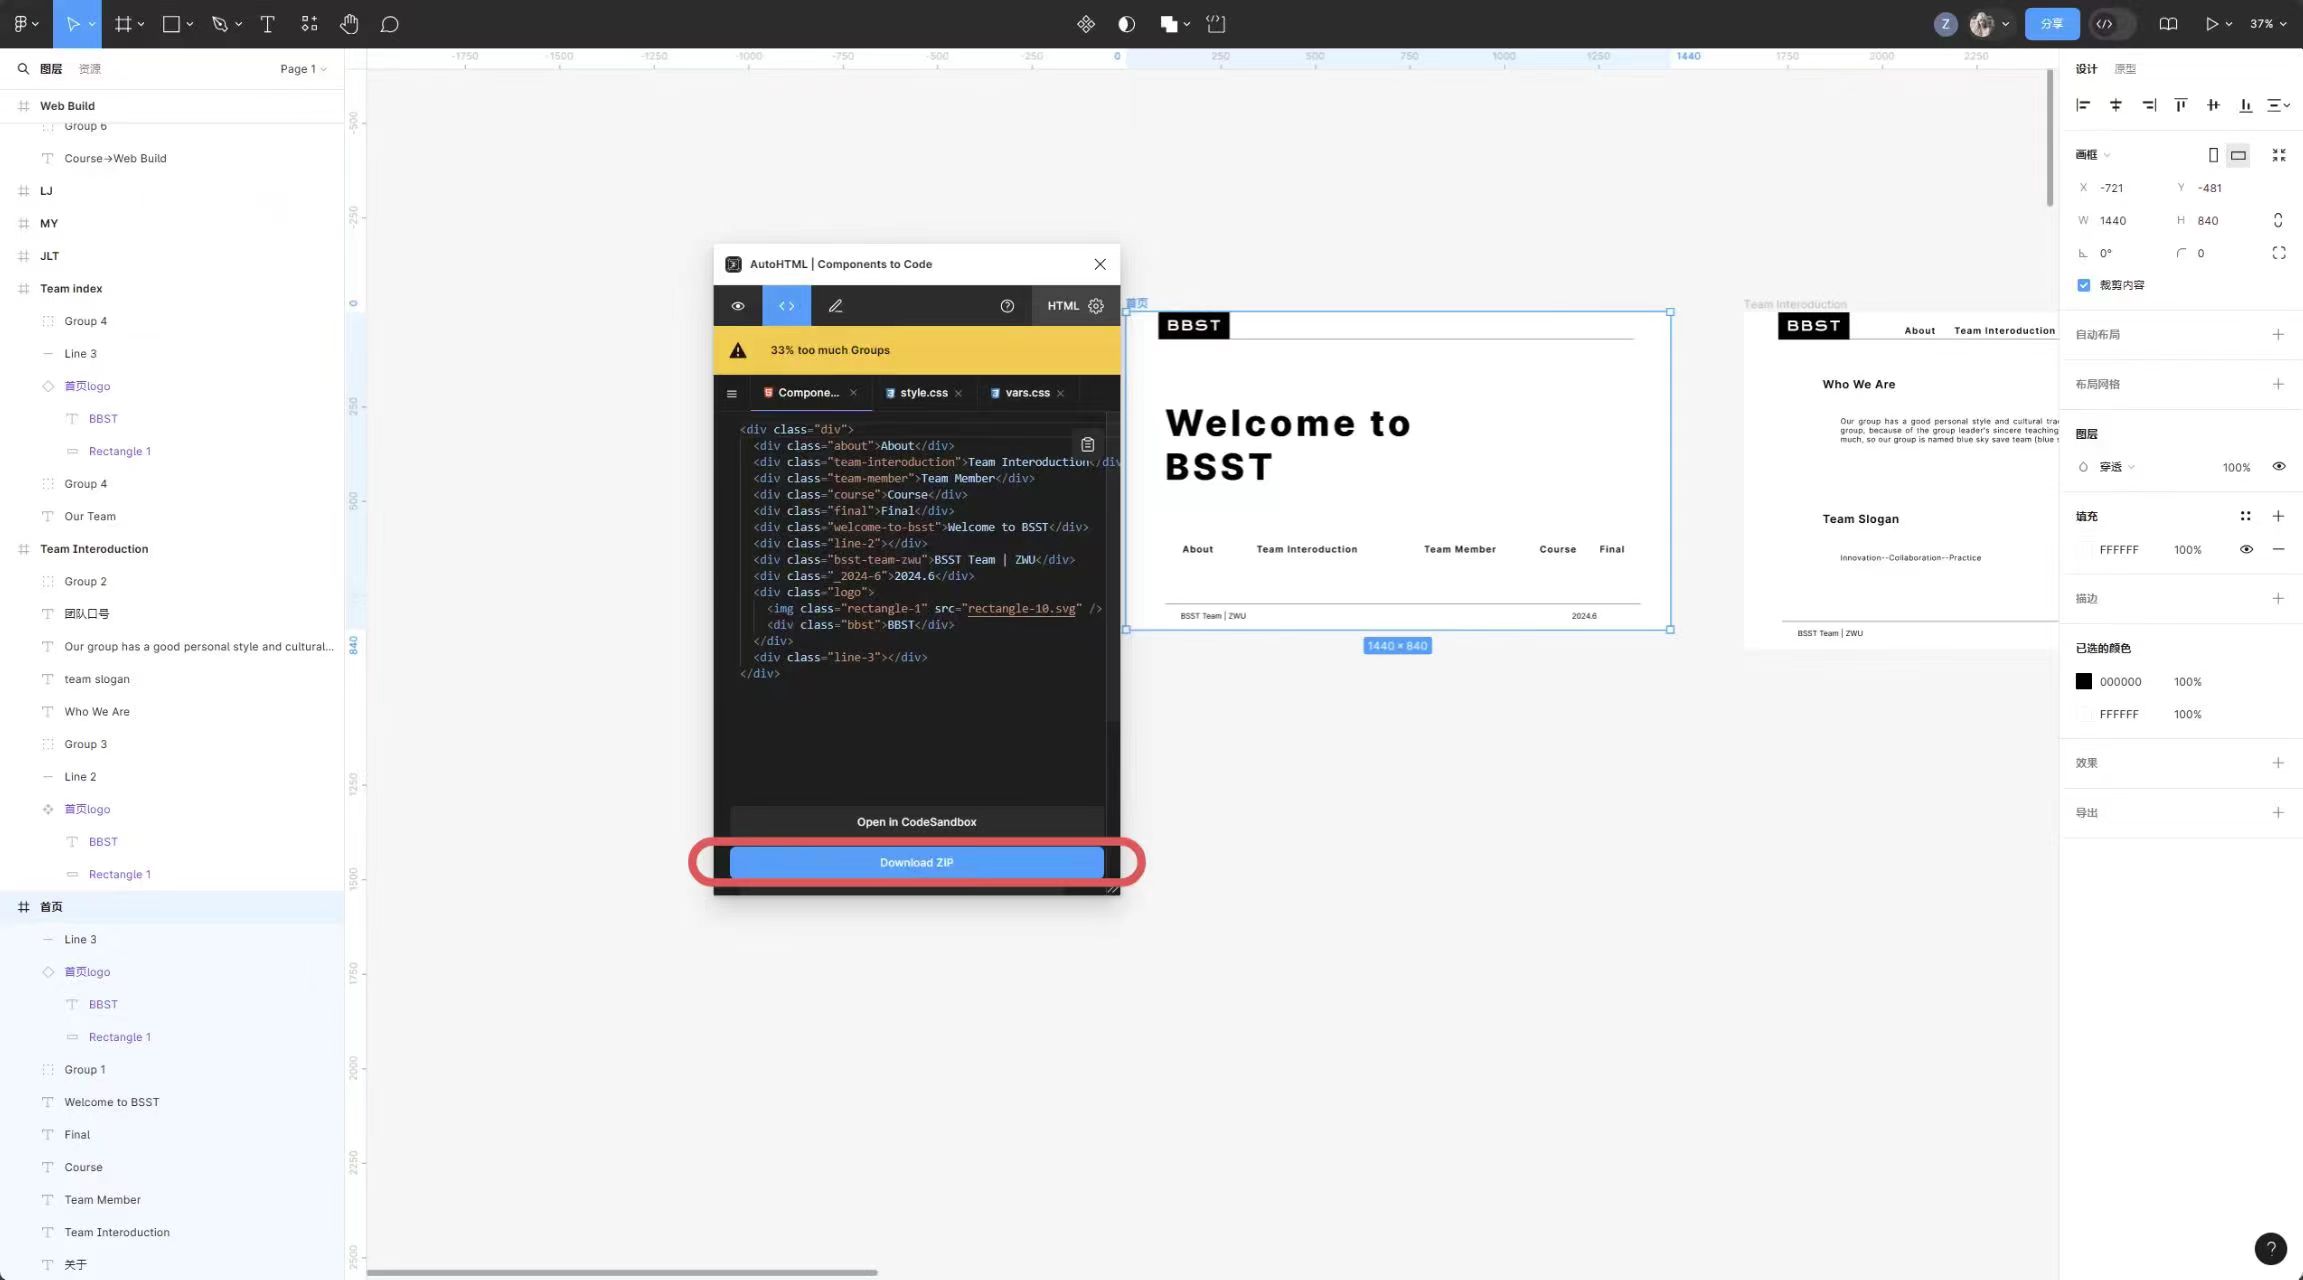 Z
分享
37%
图层
资源
Page 1
Web Build
Group 6
Course→Web Build
LJ
MY
JLT
Team index
Group 4
Line 3
首页logo
BBST
Rectangle 1
Group 4
Our Team
Team Interoduction
Group 2
团队口号
Our group has a good personal style and cultural...
team slogan
Who We Are
Group 3
Line 2
首页logo
BBST
Rectangle 1
首页
Line 3
首页logo
BBST
Rectangle 1
Group 1
Welcome to BSST
Final
Course
Team Member
Team Interoduction
关于
-1750 -1500 -1250 -1000 -750 -500 -250 0 250 500 750 1000 1250 1440 1750 2000 2250
-500
-250
0
250
500
840
1250
1500
1750
2000
2250
2500
AutoHTML | Components to Code
HTML
33% too much Groups
Compone...
style.css
vars.css
<div class="div">
<div class="about">About</div>
<div class="team-interoduction">Team Interoduction</div
<div class="team-member">Team Member</div>
<div class="course">Course</div>
<div class="final">Final</div>
<div class="welcome-to-bsst">Welcome to BSST</div>
<div class="line-2"></div>
<div class="bsst-team-zwu">BSST Team | ZWU</div>
<div class="_2024-6">2024.6</div>
<div class="logo">
<img class="rectangle-1" src="rectangle-10.svg" />
<div class="bbst">BBST</div>
</div>
<div class="line-3"></div>
</div>
Open in CodeSandbox
Download ZIP
首页
BBST
Welcome to
BSST
About Team Interoduction Team Member Course Final
BSST Team | ZWU 2024.6
1440 × 840
Team Interoduction
BBST About Team Interoduction
Who We Are
Our group has a good personal style and cultural tra
group, because of the group leader's sincere teaching
much, so our group is named blue sky save team (blue s
Team Slogan
Innovation--Collaboration--Practice
BSST Team | ZWU
设计
原型
画框
X -721 Y -481
W 1440 H 840
0° 0
裁剪内容
自动布局
布局网格
图层
穿透 100%
填充
FFFFFF 100%
描边
已选的颜色
000000 100%
FFFFFF 100%
效果
导出
?